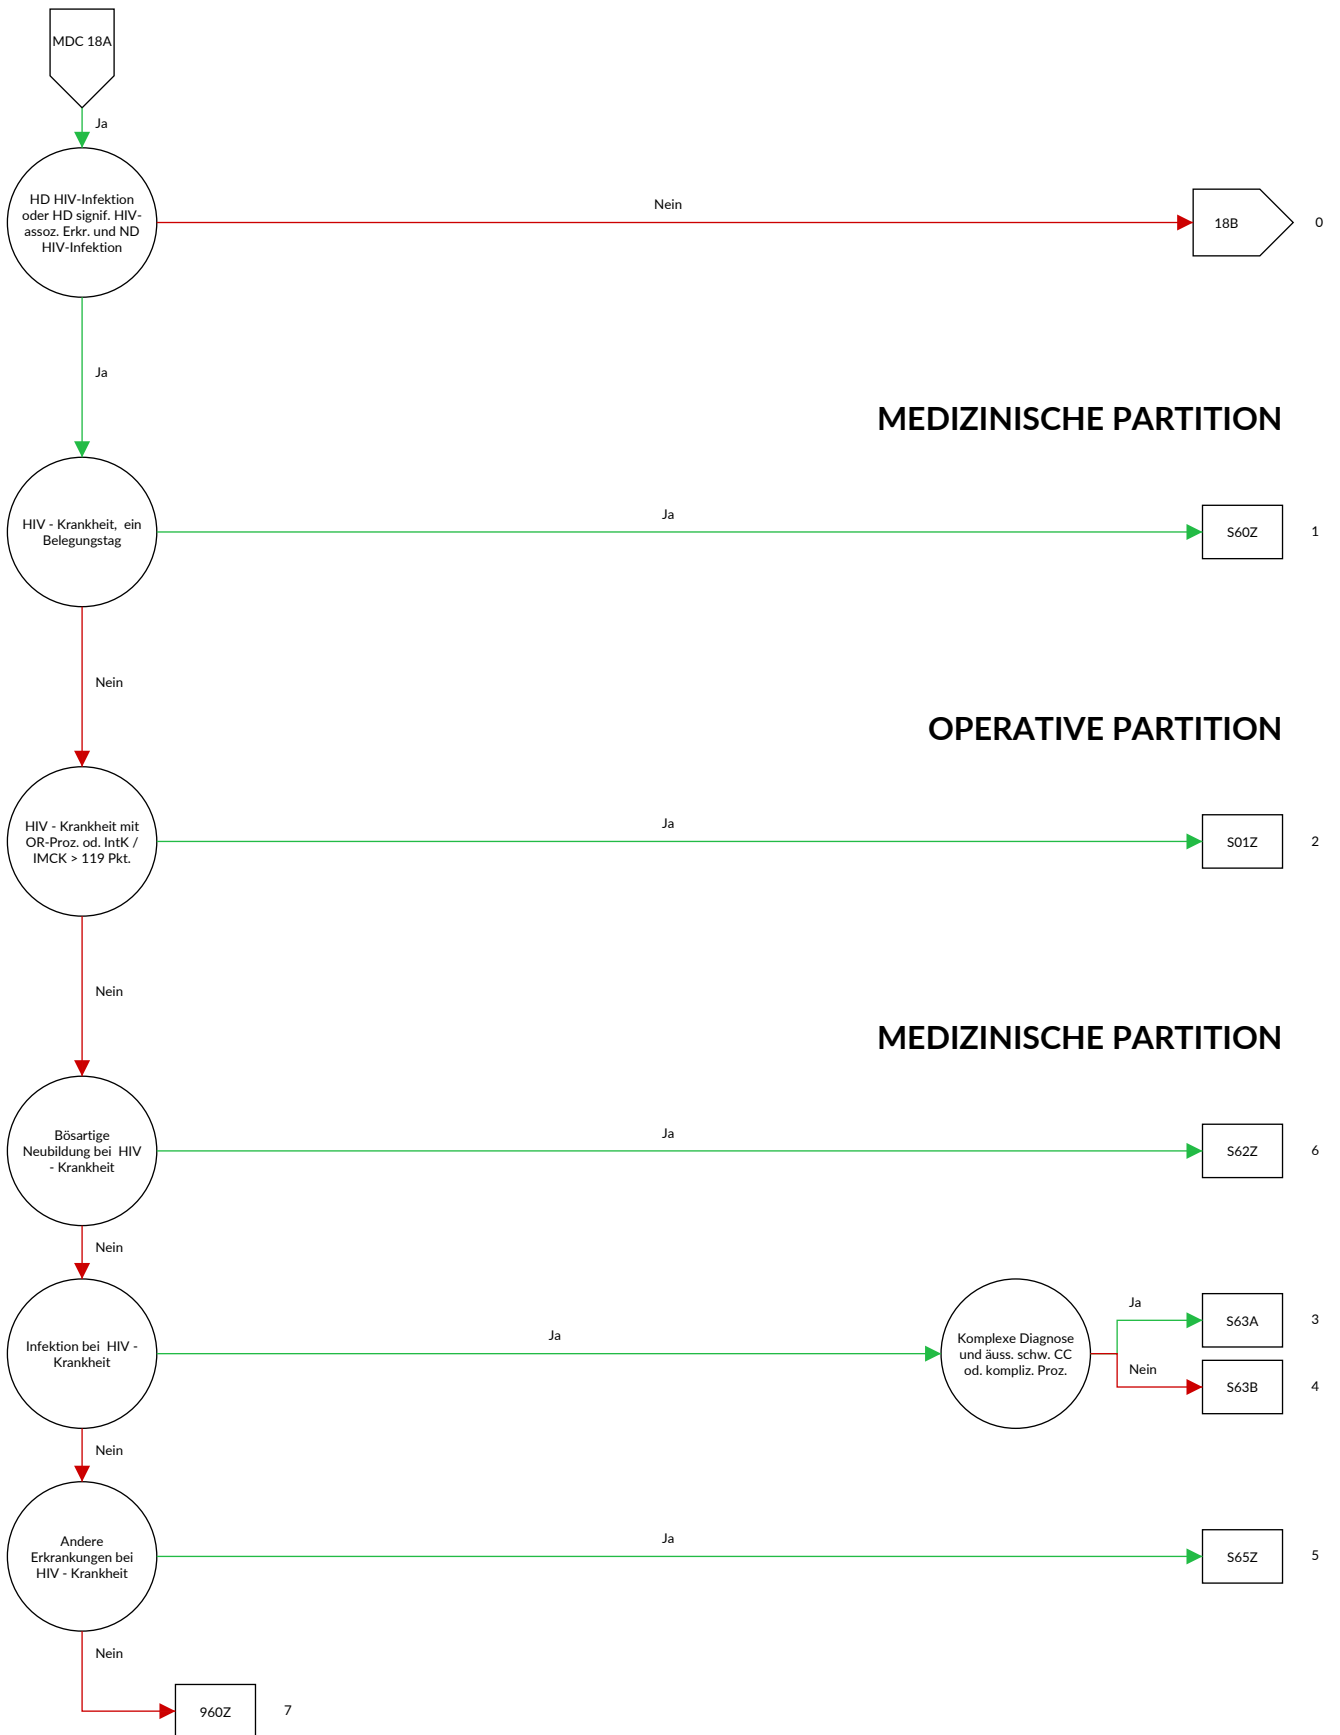 MDC 18A
Ja
HD HIV-Infektion
oder HD signif. HIV-
assoz. Erkr. und ND
HIV-Infektion
Nein
18B
0
Ja
MEDIZINISCHE PARTITION
HIV - Krankheit, ein
Belegungstag
Ja
S60Z
1
Nein
OPERATIVE PARTITION
HIV - Krankheit mit
OR-Proz. od. IntK /
IMCK > 119 Pkt.
Ja
S01Z
2
Nein
MEDIZINISCHE PARTITION
Bösartige
Neubildung bei HIV
- Krankheit
Ja
S62Z
6
Nein
Infektion bei HIV -
Krankheit
Ja
Komplexe Diagnose
und äuss. schw. CC
od. kompliz. Proz.
Ja
S63A
3
Nein
S63B
4
Nein
Andere
Erkrankungen bei
HIV - Krankheit
Ja
S65Z
5
Nein
960Z
7